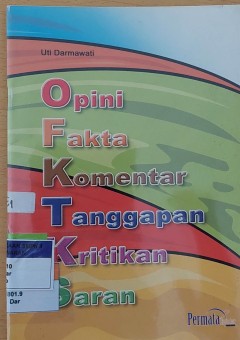 Uti Darmawati
Opini
Fakta
Komentar
Tanggapan
Kritikan
Saran
Permata